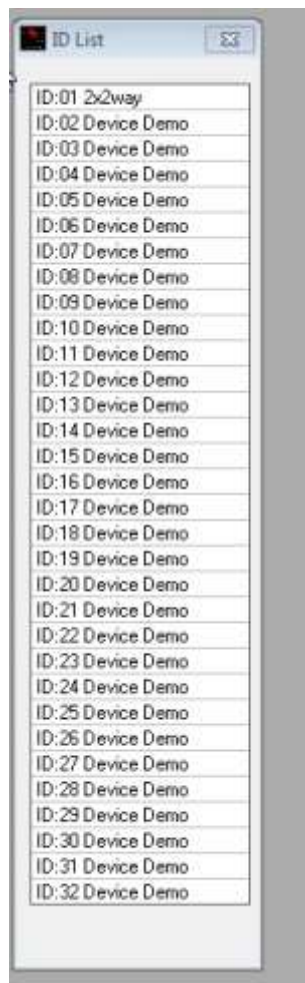 ID List
ID:01 2x2way
ID:02 Device Demo
ID:03 Device Demo
ID:04 Device Demo
ID:05 Device Demo
ID:06 Device Demo
ID:07 Device Demo
ID:08 Device Demo
ID:09 Device Demo
ID:10 Device Demo
ID:11 Device Demo
ID:12 Device Demo
ID:13 Device Demo
ID:14 Device Demo
ID:15 Device Demo
ID:16 Device Demo
ID:17 Device Demo
ID:18 Device Demo
ID:19 Device Demo
ID:20 Device Demo
ID:21 Device Demo
ID:22 Device Demo
ID:23 Device Demo
ID:24 Device Demo
ID:25 Device Demo
ID:26 Device Demo
ID:27 Device Demo
ID:28 Device Demo
ID:29 Device Demo
ID:30 Device Demo
ID:31 Device Demo
ID:32 Device Demo